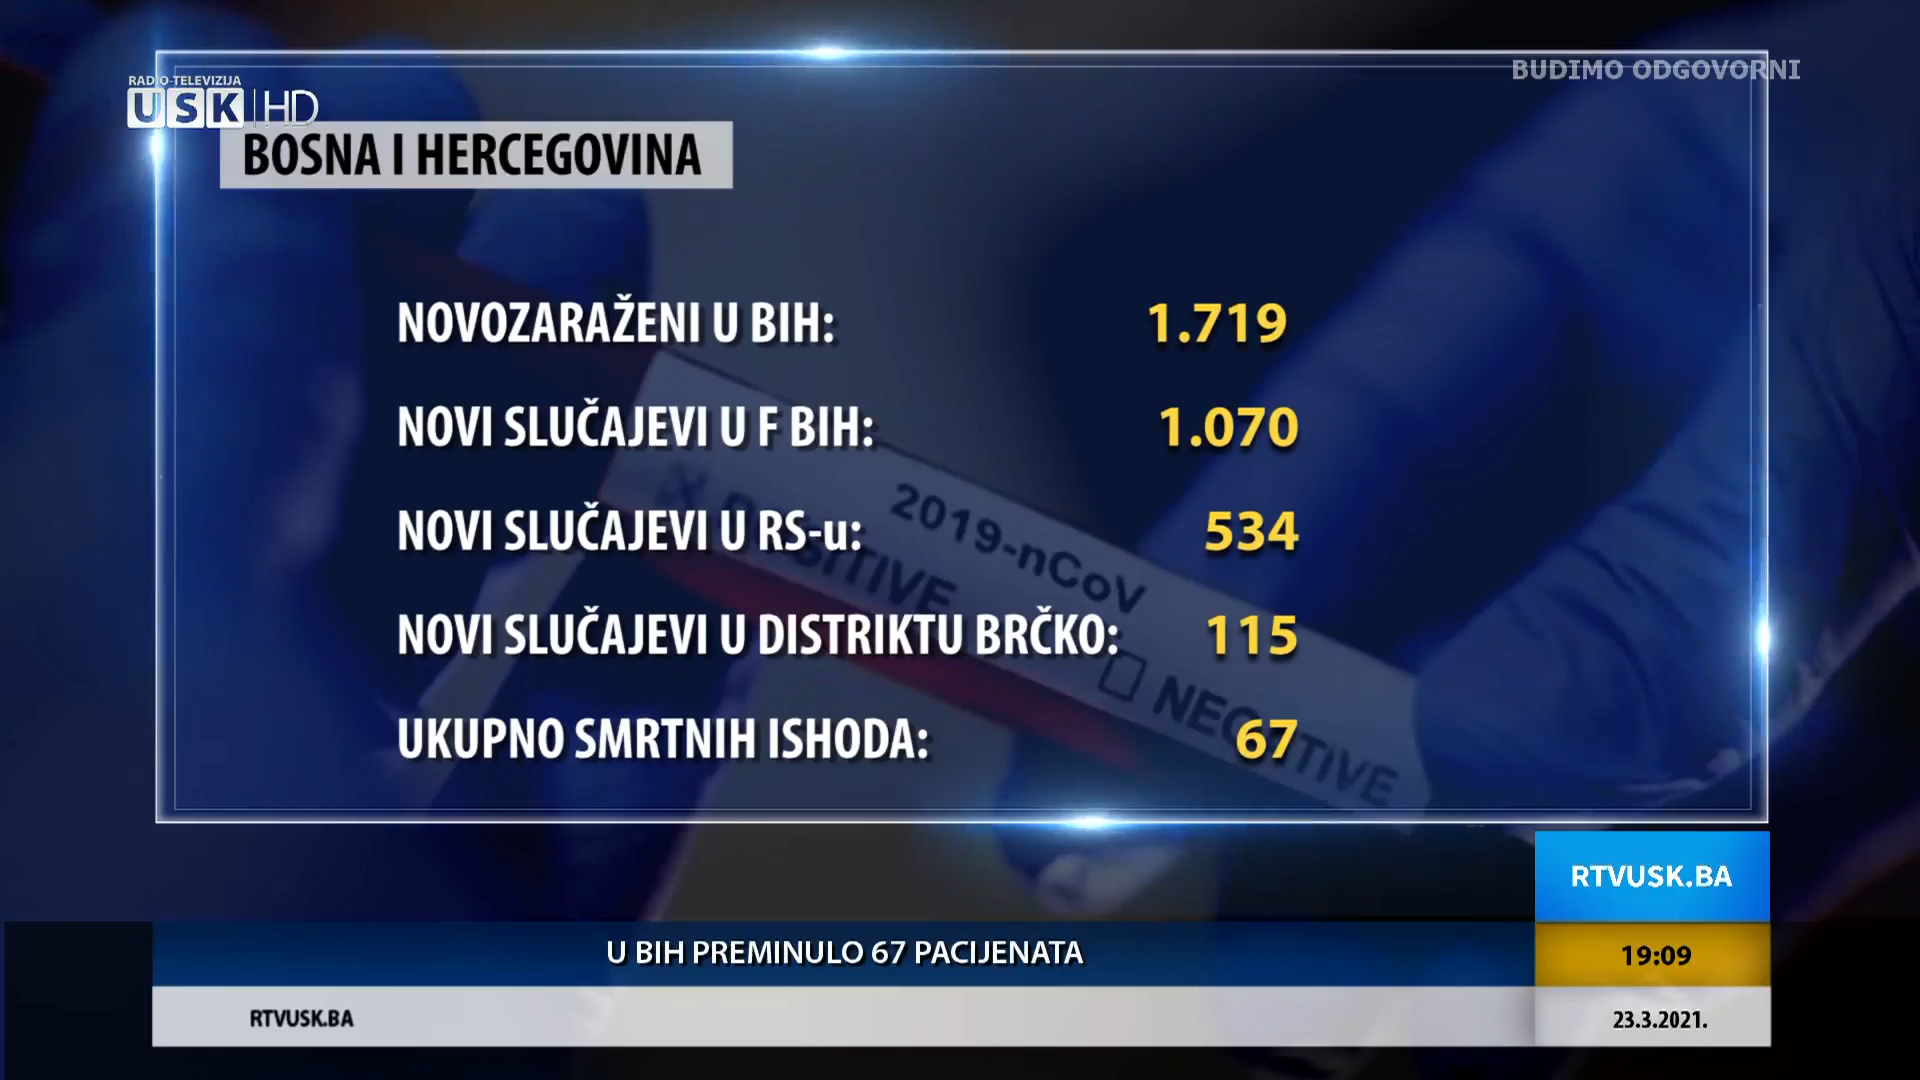 RADIO-TELEVIZIJA
USK HD
BUDIMO ODGOVORNI
BOSNA I HERCEGOVINA
NOVOZARAŽENI U BIH: 1.719
NOVI SLUČAJEVI U F BIH: 1.070
NOVI SLUČAJEVI U RS-u: 534
NOVI SLUČAJEVI U DISTRIKTU BRČKO: 115
UKUPNO SMRTNIH ISHODA: 67
2019-nCoV
POSITIVE
NEGATIVE
RTVUSK.BA
U BIH PREMINULO 67 PACIJENATA
19:09
RTVUSK.BA
23.3.2021.